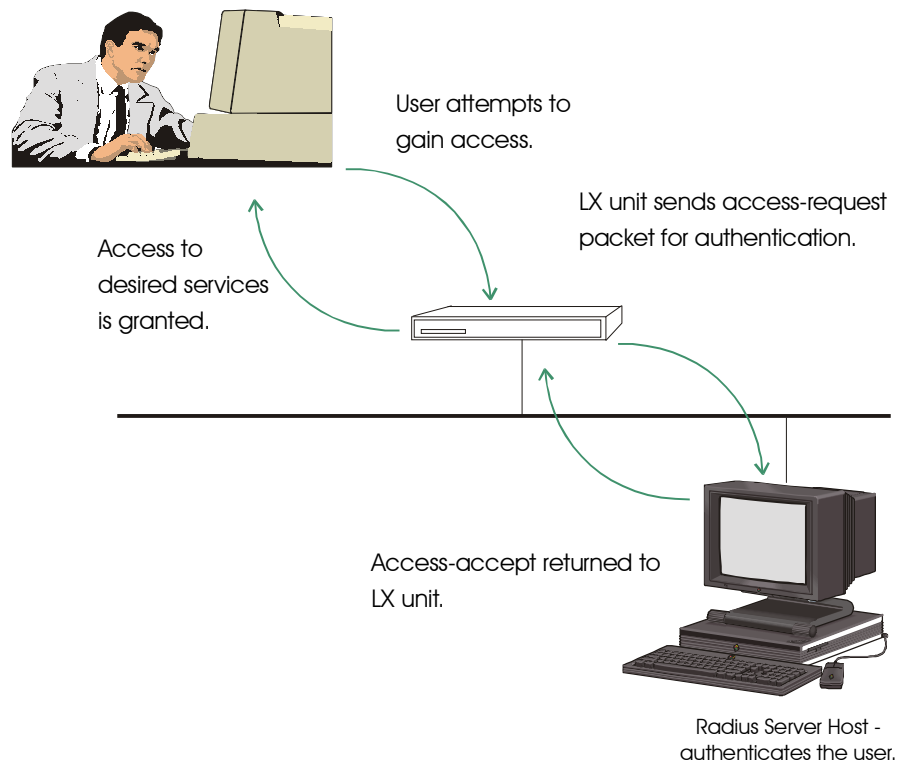 User attempts to
gain access.
LX unit sends access-request
packet for authentication.
Access to
desired services
is granted.
Access-accept returned to
LX unit.
Radius Server Host -
authenticates the user.